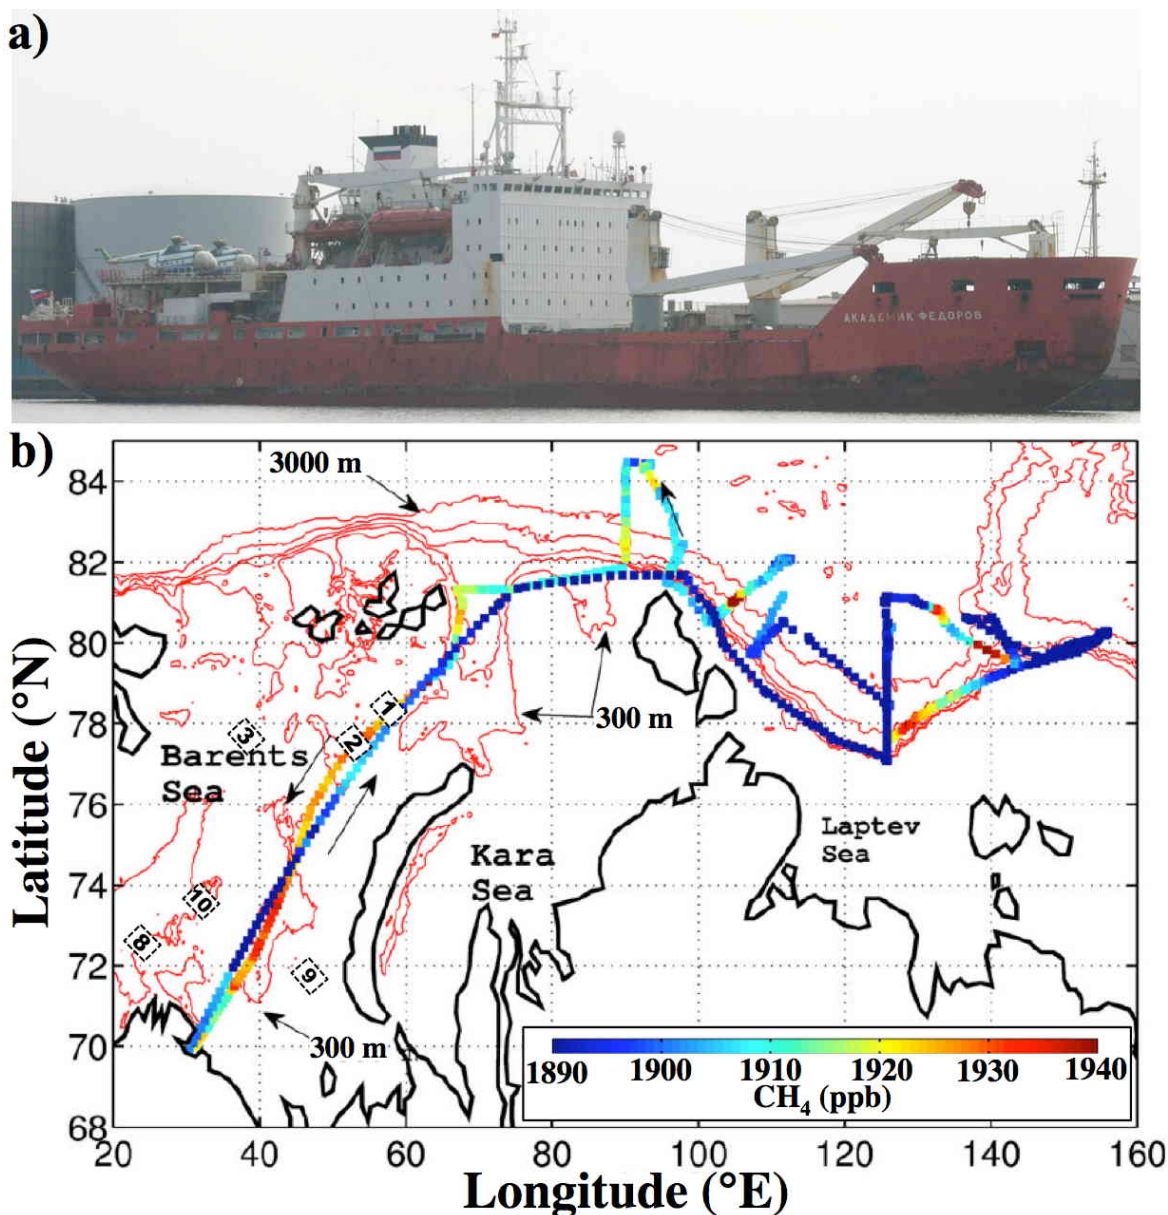 a)
АКАДЕМИК ФЕДОРОВ
b)
3000 m
84
82
80
78
76
74
72
70
68
Latitude (°N)
300 m
1
2
3
Barents
Sea
Laptev
Sea
Kara
Sea
10
8
9
300 m
1890 1900 1910 1920 1930 1940
CH₄ (ppb)
20 40 60 80 100 120 140 160
Longitude (°E)